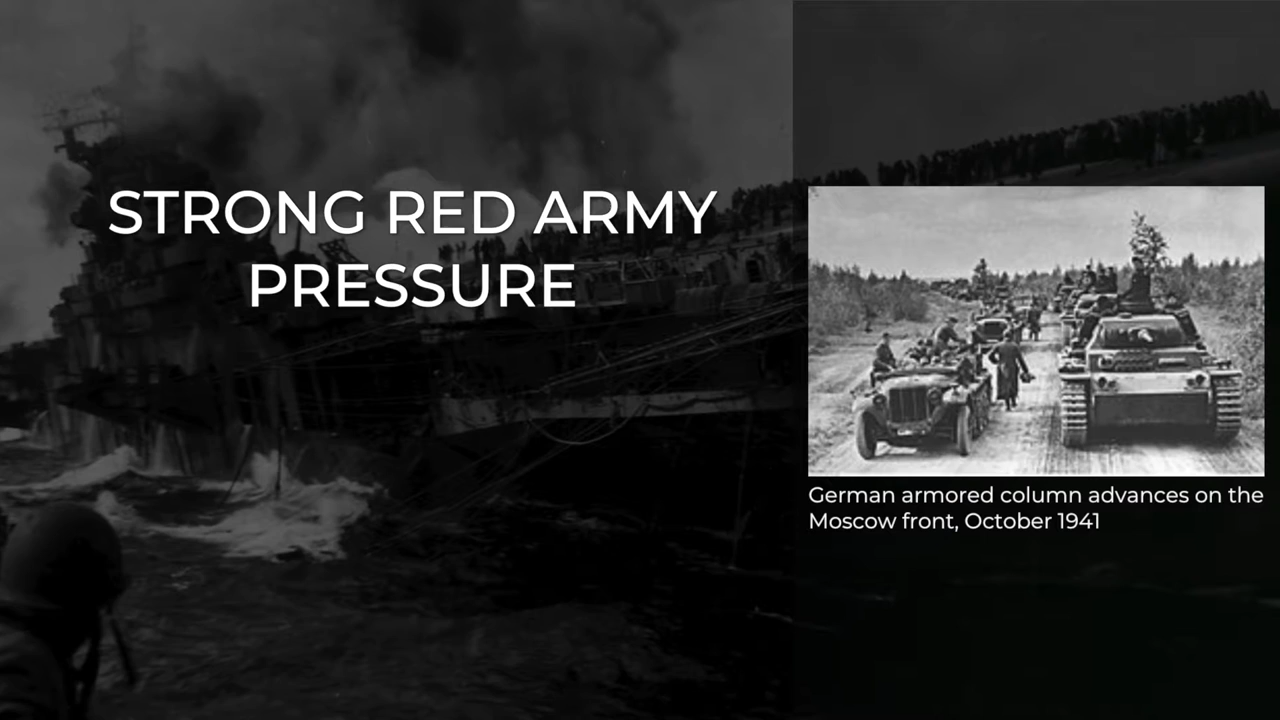 STRONG RED ARMY
PRESSURE
German armored column advances on the
Moscow front, October 1941